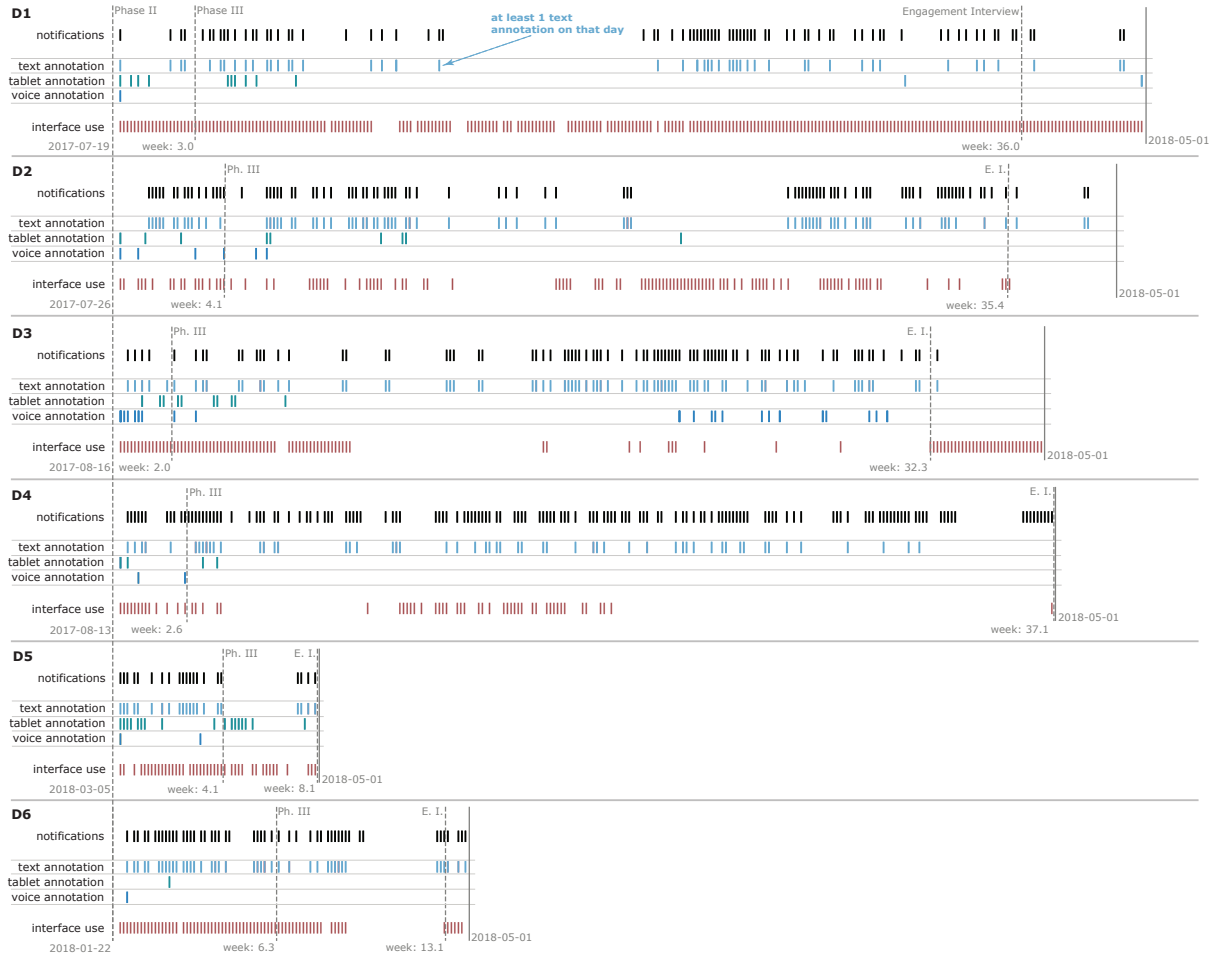 D1
Phase II
Phase III
at least 1 text
annotation on that day
Engagement Interview
notifications
text annotation
tablet annotation
voice annotation
interface use
2017-07-19
week: 3.0
week: 36.0
2018-05-01
D2
Ph. III
E. I.
notifications
text annotation
tablet annotation
voice annotation
interface use
2017-07-26
week: 4.1
week: 35.4
2018-05-01
D3
Ph. III
E. I.
notifications
text annotation
tablet annotation
voice annotation
interface use
2017-08-16
week: 2.0
week: 32.3
2018-05-01
D4
Ph. III
E. I.
notifications
text annotation
tablet annotation
voice annotation
interface use
2017-08-13
week: 2.6
week: 37.1
2018-05-01
D5
Ph. III
E. I.
notifications
text annotation
tablet annotation
voice annotation
interface use
2018-03-05
week: 4.1
week: 8.1
2018-05-01
D6
Ph. III
E. I.
notifications
text annotation
tablet annotation
voice annotation
interface use
2018-01-22
week: 6.3
week: 13.1
2018-05-01